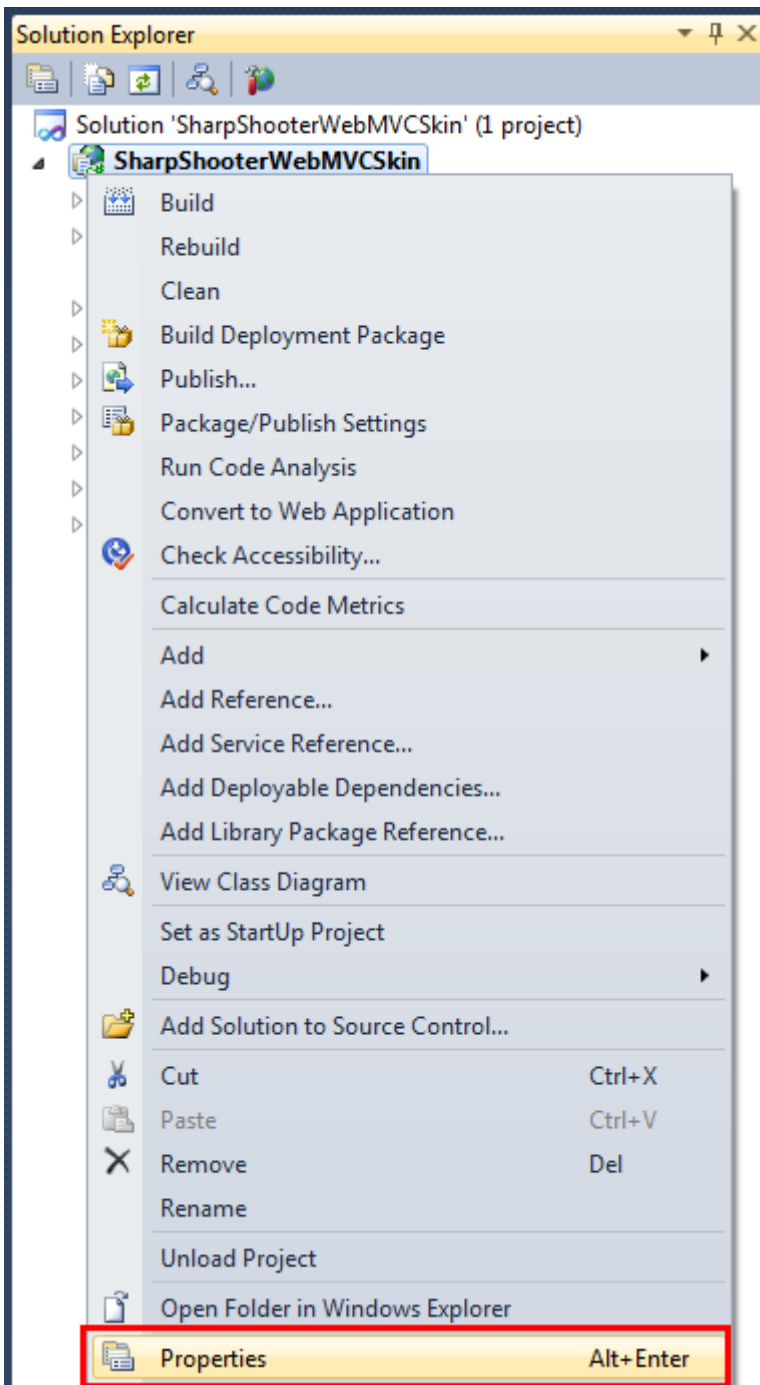 Solution Explorer
Solution 'SharpShooterWebMVCSkin' (1 project)
SharpShooterWebMVCSkin
Build
Rebuild
Clean
Build Deployment Package
Publish...
Package/Publish Settings
Run Code Analysis
Convert to Web Application
Check Accessibility...
Calculate Code Metrics
Add
Add Reference...
Add Service Reference...
Add Deployable Dependencies...
Add Library Package Reference...
View Class Diagram
Set as StartUp Project
Debug
Add Solution to Source Control...
Cut Ctrl+X
Paste Ctrl+V
Remove Del
Rename
Unload Project
Open Folder in Windows Explorer
Properties Alt+Enter